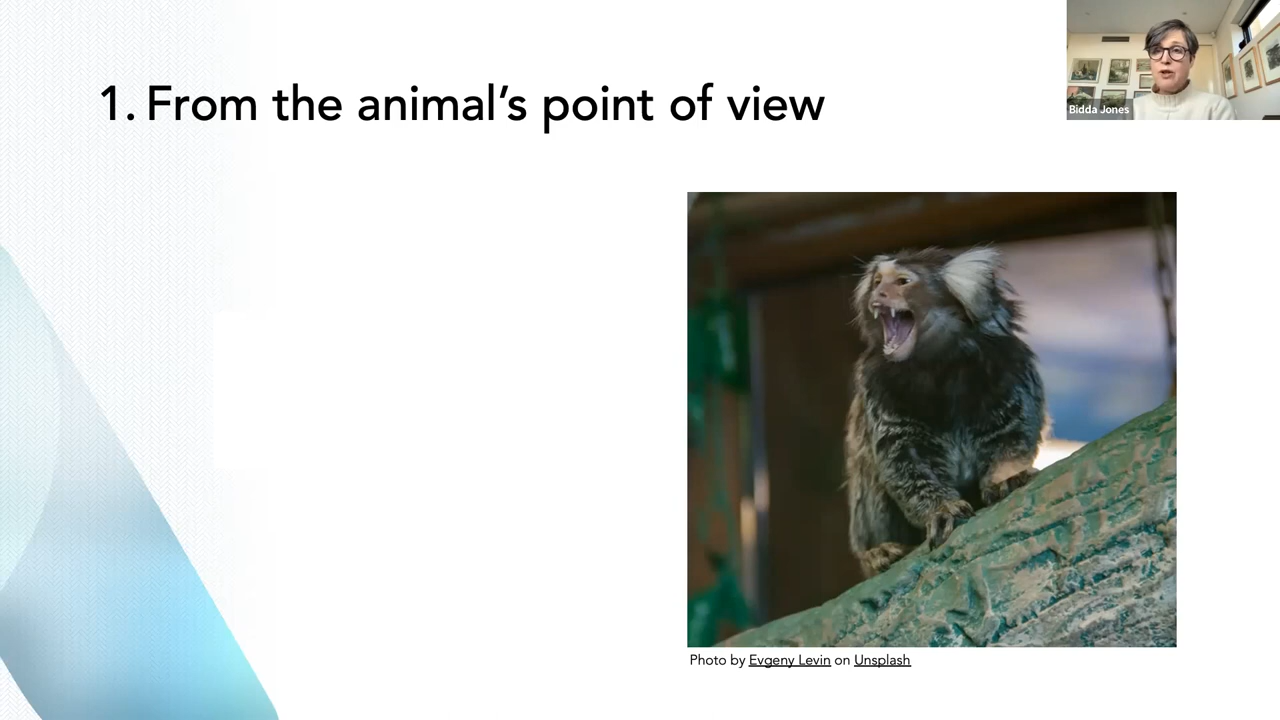 1. From the animal’s point of view
Bidda Jones
Photo by Evgeny Levin on Unsplash